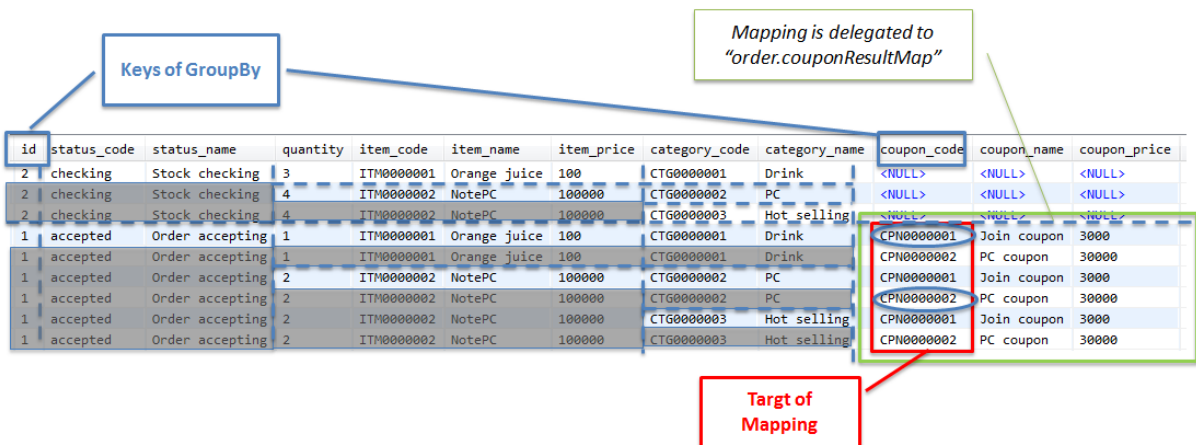 Mapping is delegated to
“order.couponResultMap”
Keys of GroupBy
id status_code status_name quantity item_code item_name item_price category_code category_name coupon_code coupon_name coupon_price
2 checking Stock checking 3 ITM0000001 Orange juice 100 CTG0000001 Drink <NULL> <NULL> <NULL>
2 checking Stock checking 4 ITM0000002 NotePC 100000 CTG0000002 PC <NULL> <NULL> <NULL>
2 checking Stock checking 4 ITM0000002 NotePC 100000 CTG0000003 Hot selling <NULL> <NULL> <NULL>
1 accepted Order accepting 1 ITM0000001 Orange juice 100 CTG0000001 Drink CPN0000001 Join coupon 3000
1 accepted Order accepting 1 ITM0000001 Orange juice 100 CTG0000001 Drink CPN0000002 PC coupon 30000
1 accepted Order accepting 2 ITM0000002 NotePC 100000 CTG0000002 PC CPN0000001 Join coupon 3000
1 accepted Order accepting 2 ITM0000002 NotePC 100000 CTG0000002 PC CPN0000002 PC coupon 30000
1 accepted Order accepting 2 ITM0000002 NotePC 100000 CTG0000003 Hot selling CPN0000001 Join coupon 3000
1 accepted Order accepting 2 ITM0000002 NotePC 100000 CTG0000003 Hot selling CPN0000002 PC coupon 30000
Targt of
Mapping